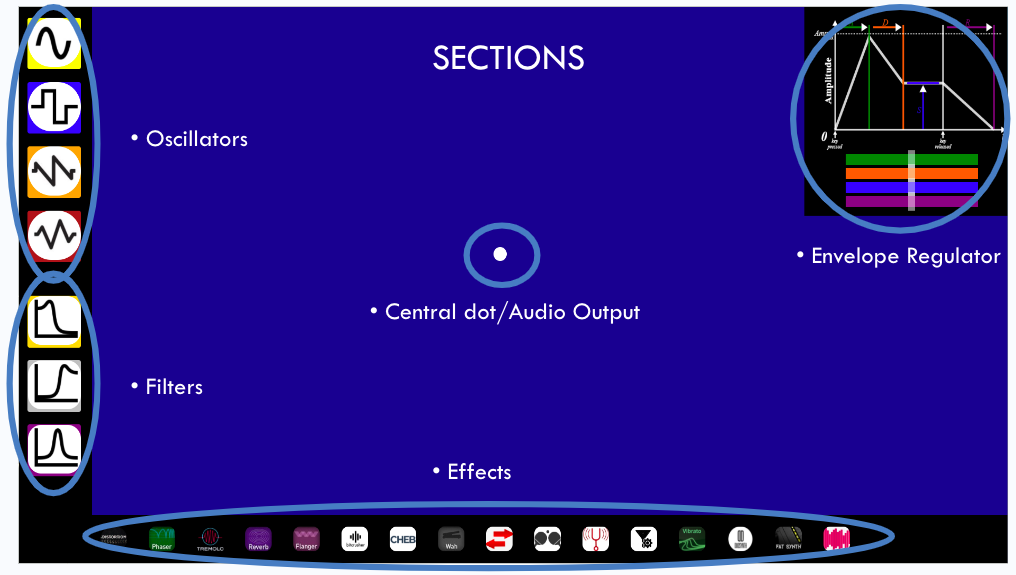 SECTIONS
• Oscillators
D
Amplitude
0
key
pressed
key
released
• Envelope Regulator
• Central dot/Audio Output
• Filters
• Effects
DISTORSION
Phaser
TREMOLO
Reverb
Flanger
bitcrusher
CHEB
Wah
Vibrato
FAT SYNTH